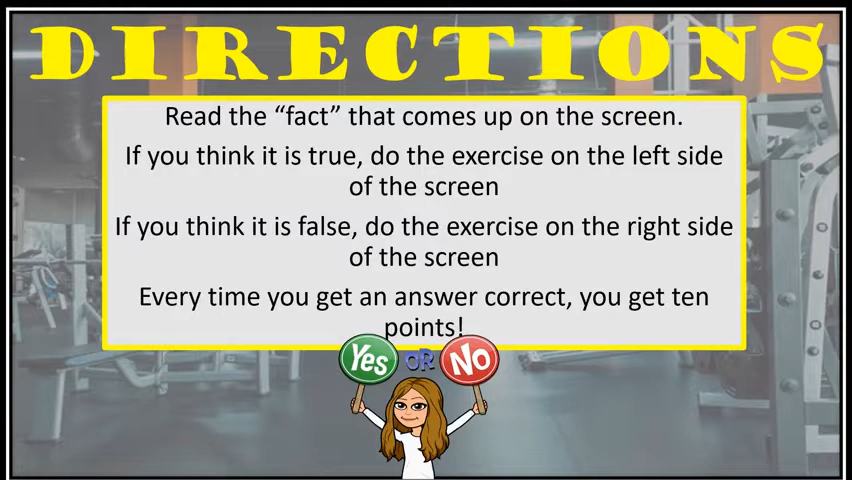 DIRECTIONS
Read the “fact” that comes up on the screen.
If you think it is true, do the exercise on the left side
of the screen
If you think it is false, do the exercise on the right side
of the screen
Every time you get an answer correct, you get ten
points!
Yes OR No